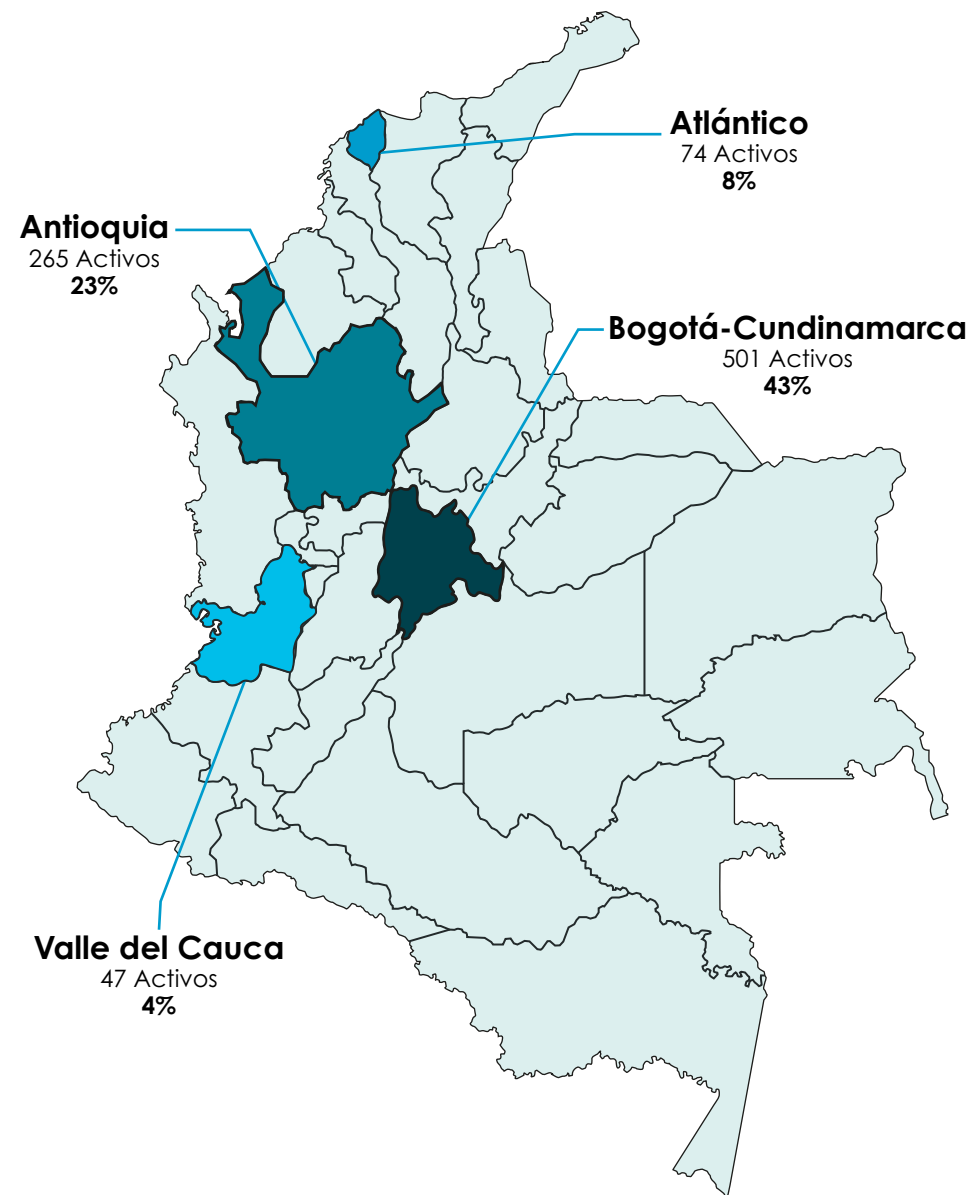 Atlántico
74 Activos
8%
Antioquia
265 Activos
23%
Bogotá-Cundinamarca
501 Activos
43%
Valle del Cauca
47 Activos
4%